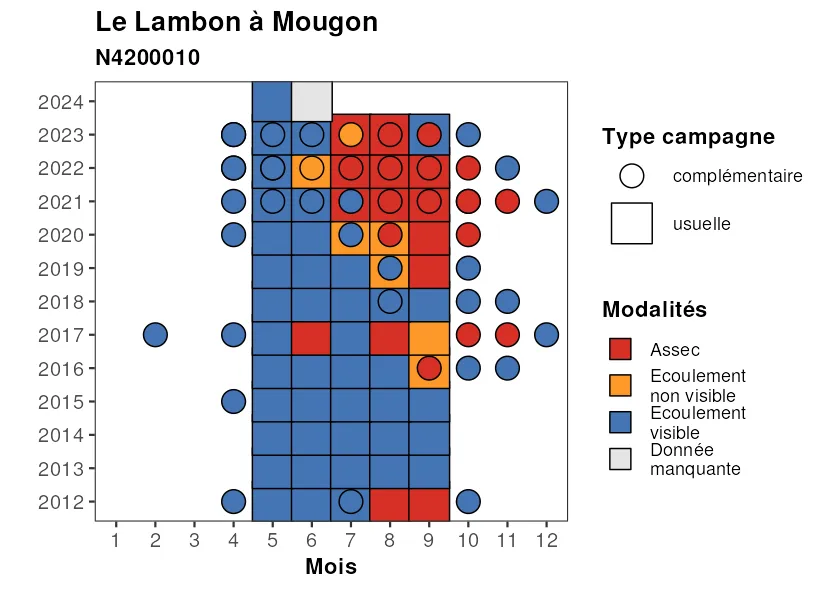 Le Lambon à Mougon
N4200010
2024
2023
2022
2021
2020
2019
2018
2017
2016
2015
2014
2013
2012
1 2 3 4 5 6 7 8 9 10 11 12
Mois
Type campagne
complémentaire
usuelle
Modalités
Assec
Ecoulement
non visible
Ecoulement
visible
Donnée
manquante